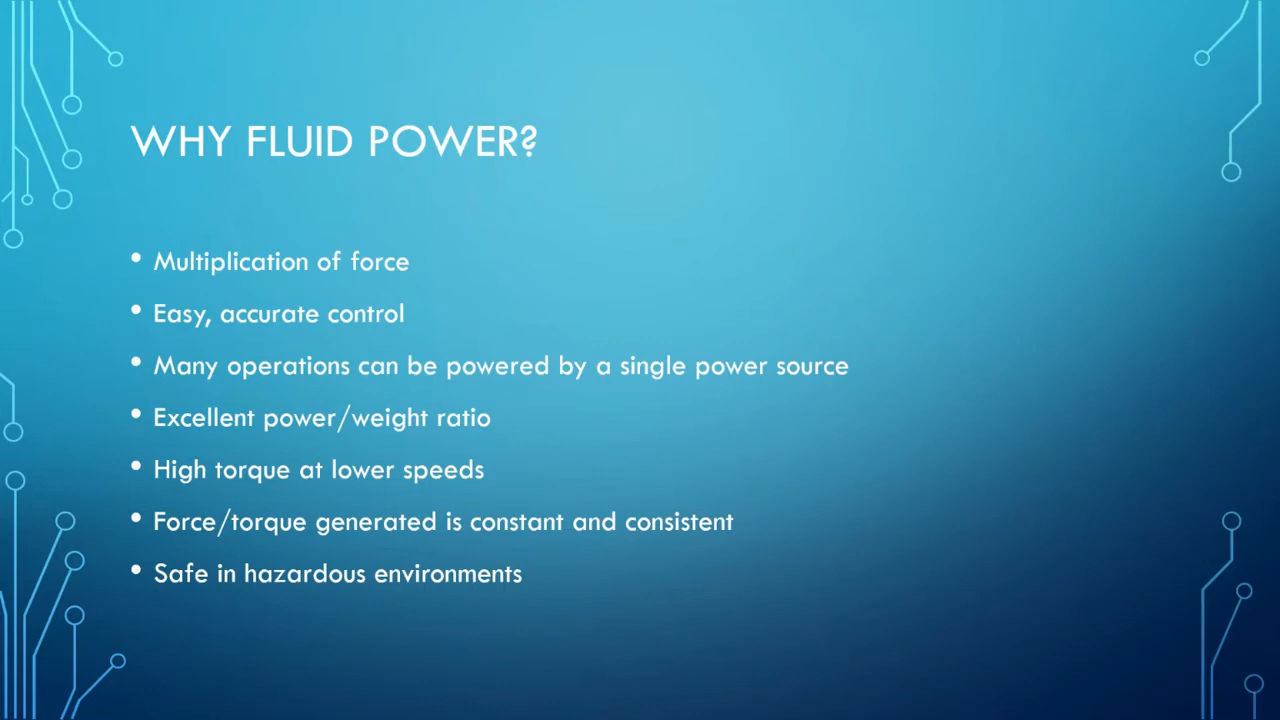 WHY FLUID POWER?
• Multiplication of force
• Easy, accurate control
• Many operations can be powered by a single power source
• Excellent power/weight ratio
• High torque at lower speeds
• Force/torque generated is constant and consistent
• Safe in hazardous environments